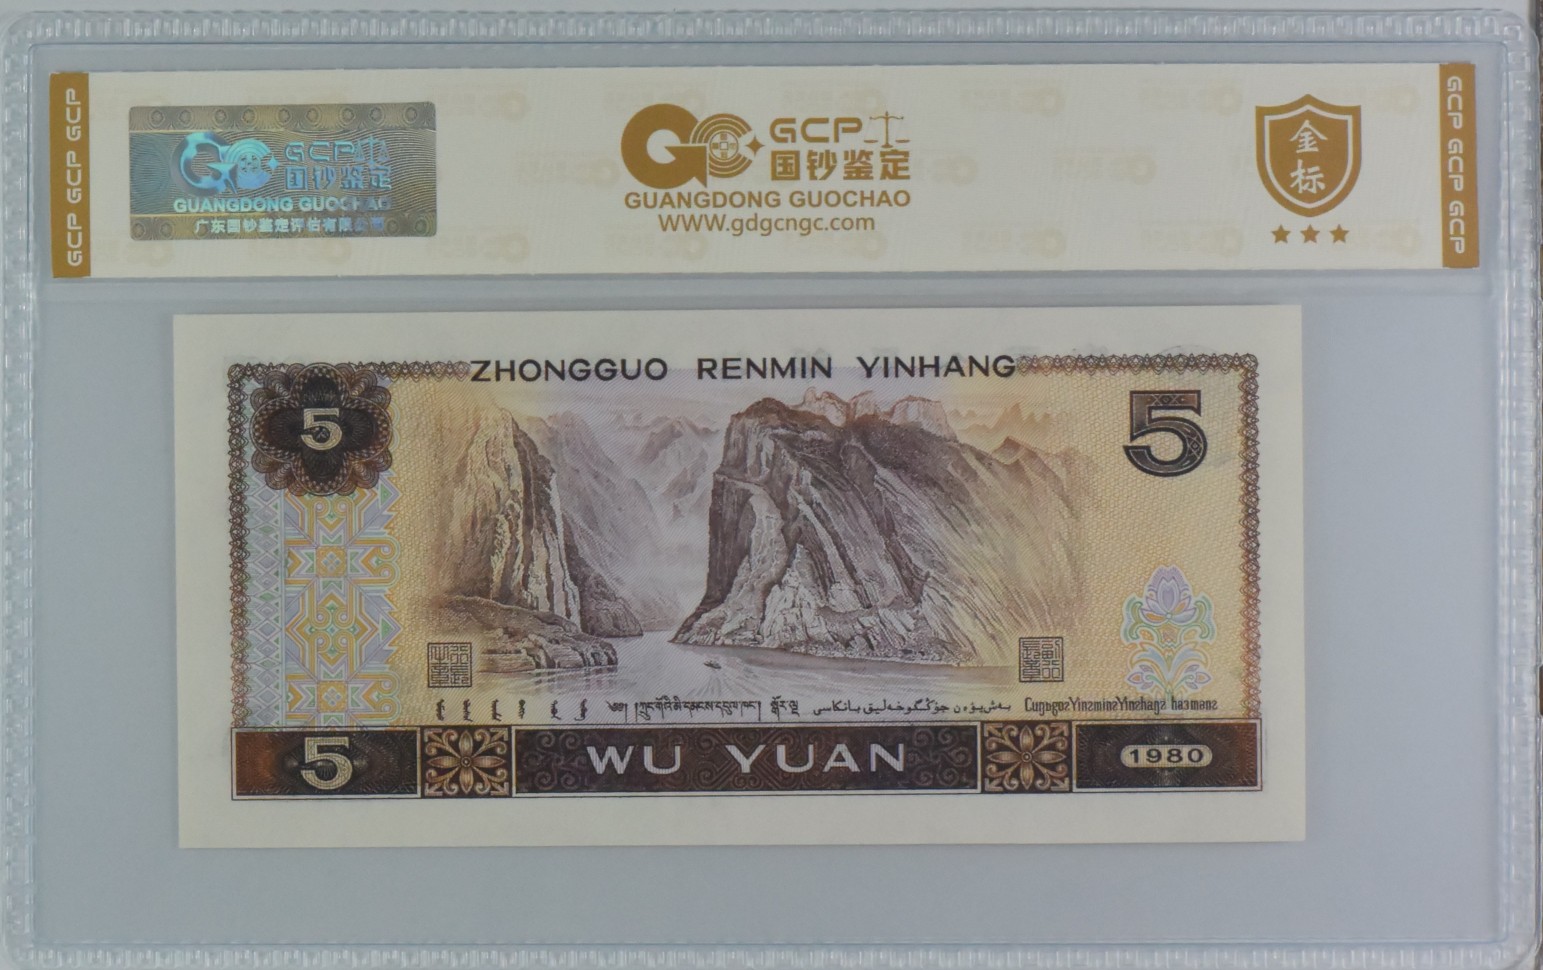 GCP GCP GCP
GCP
国钞鉴定
GUANGDONG GUOCHAO
广东国钞鉴定评估有限公司
GCP
国钞鉴定
GUANGDONG GUOCHAO
WWW.gdgcngc.com
金
标
GCP GCP GCP
ZHONGGUO RENMIN YINHANG
5
5
5
WU YUAN
1980